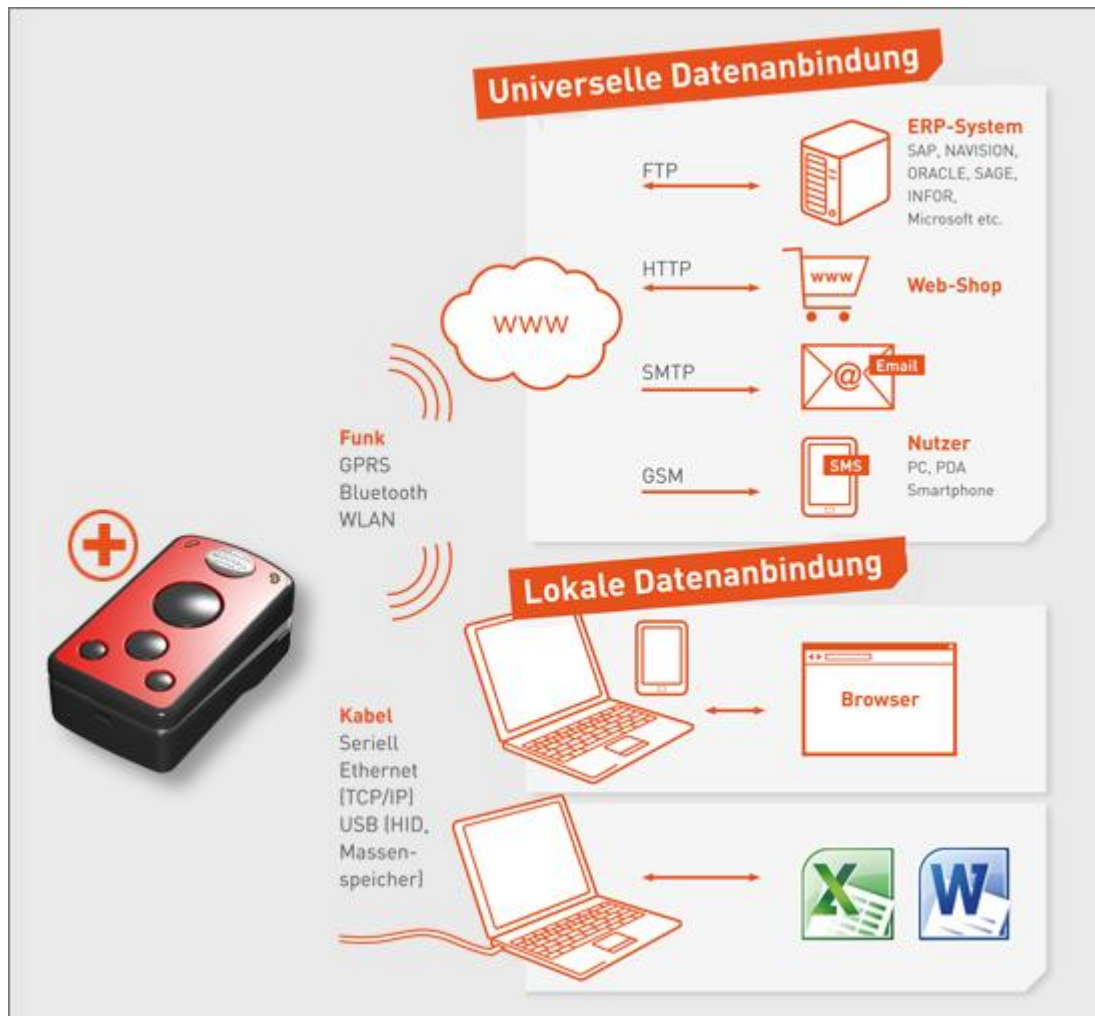 Universelle Datenanbindung
FTP
ERP-System
SAP, NAVISION,
ORACLE, SAGE,
INFOR,
Microsoft etc.
HTTP
www
Web-Shop
www
SMTP
@
Email
Funk
GPRS
Bluetooth
WLAN
GSM
SMS
Nutzer
PC, PDA
Smartphone
Lokale Datenanbindung
Browser
Kabel
Seriell
Ethernet
(TCP/IP)
USB (HID,
Massen-
speicher)
X
W